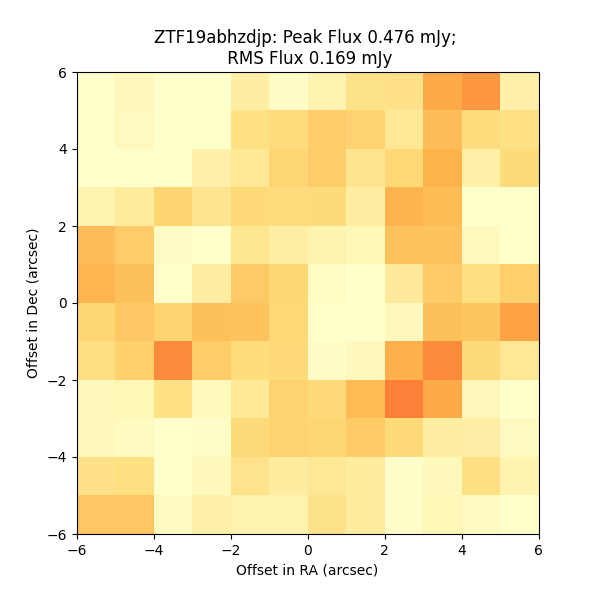 ZTF19abhzdjp: Peak Flux 0.476 mJy;
RMS Flux 0.169 mJy
6
4
2
0
−2
−4
−6
Offset in Dec (arcsec)
−6 −4 −2 0 2 4 6
Offset in RA (arcsec)